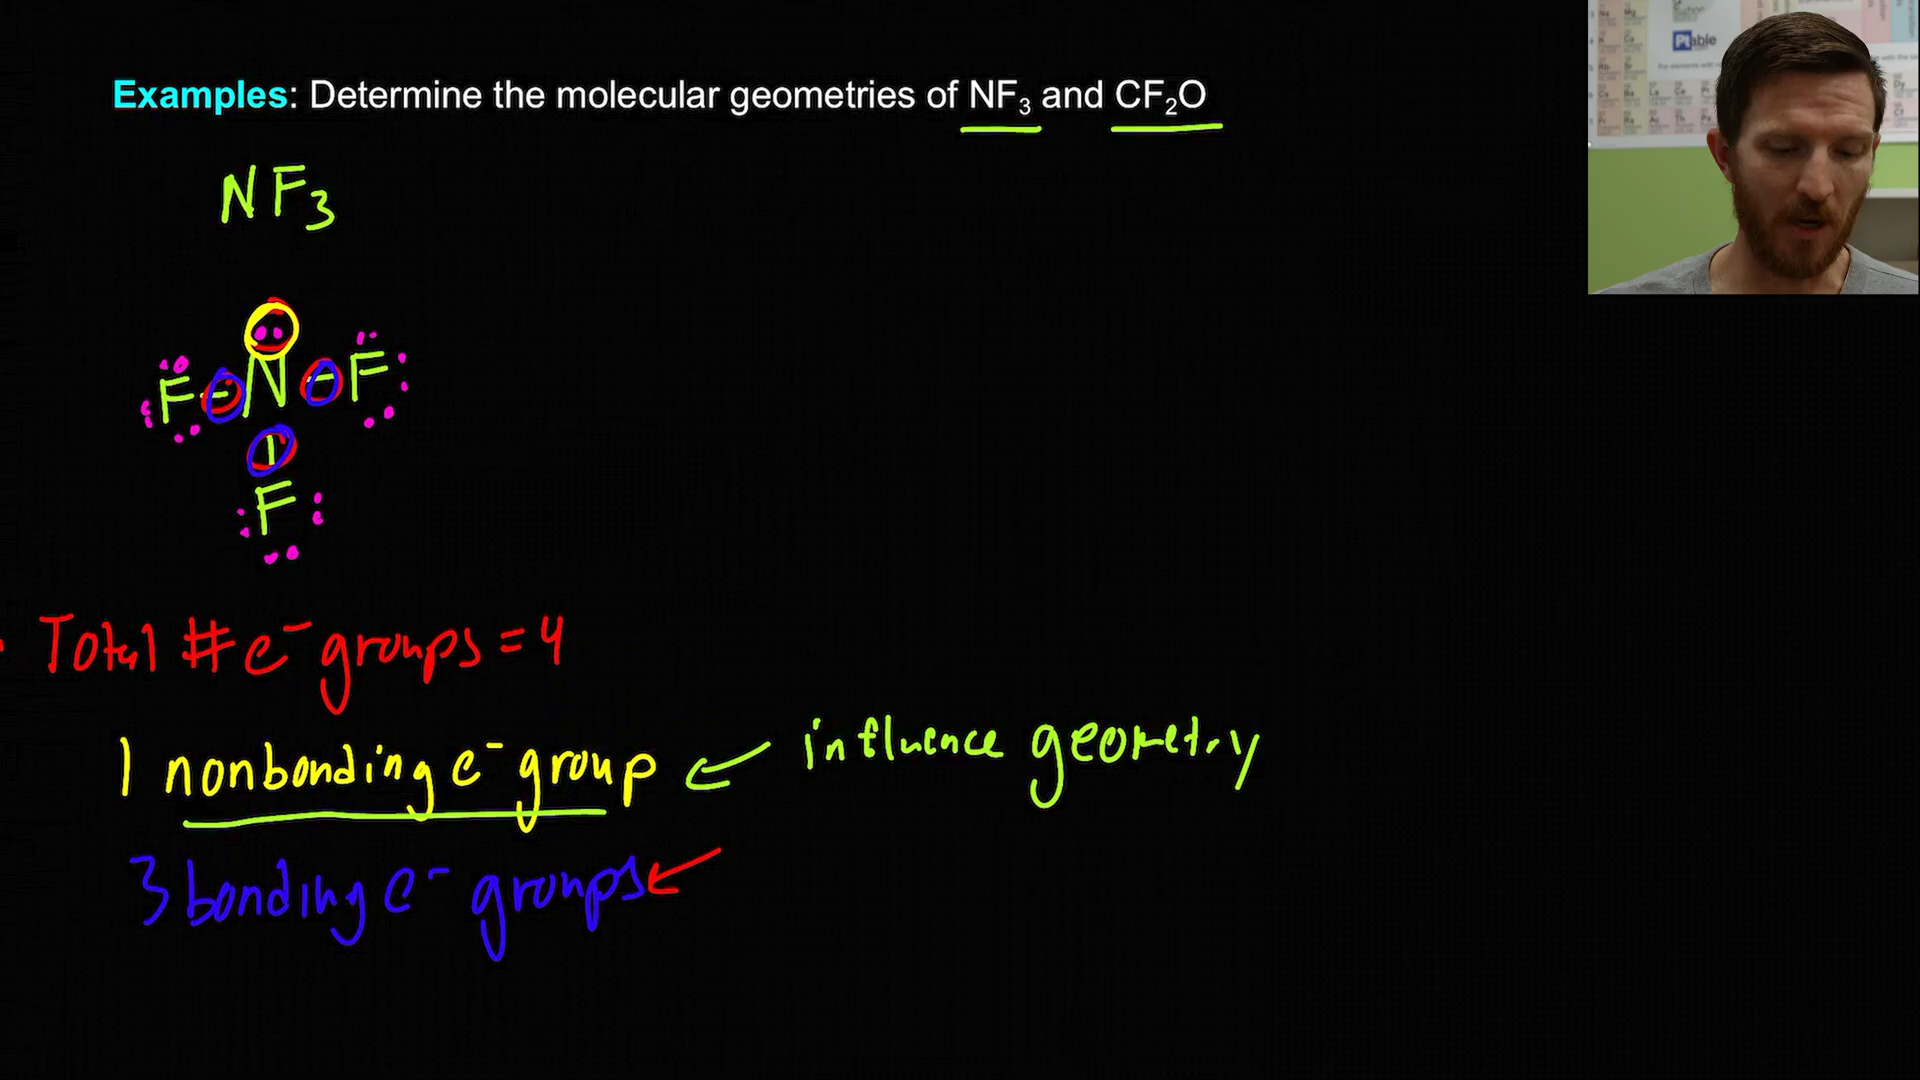 Examples: Determine the molecular geometries of NF₃ and CF₂O
NF₃
F-N-F
F
Total # e⁻ groups = 4
1 nonbonding e⁻ group ← influence geometry
3 bonding e⁻ groups ←
Ptable